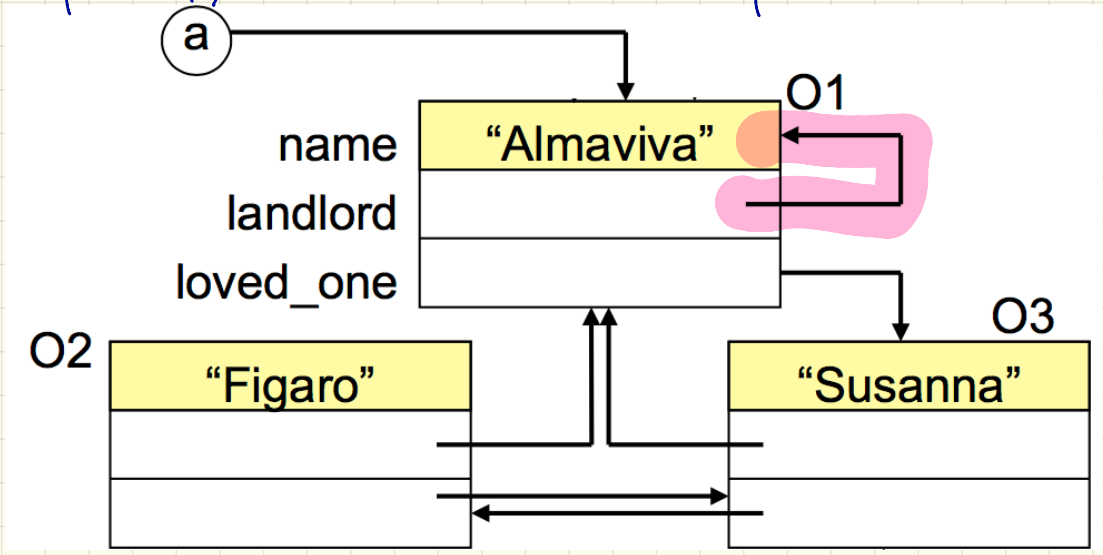 a
O1
name “Almaviva”
landlord
loved_one
O3
O2
“Figaro” “Susanna”